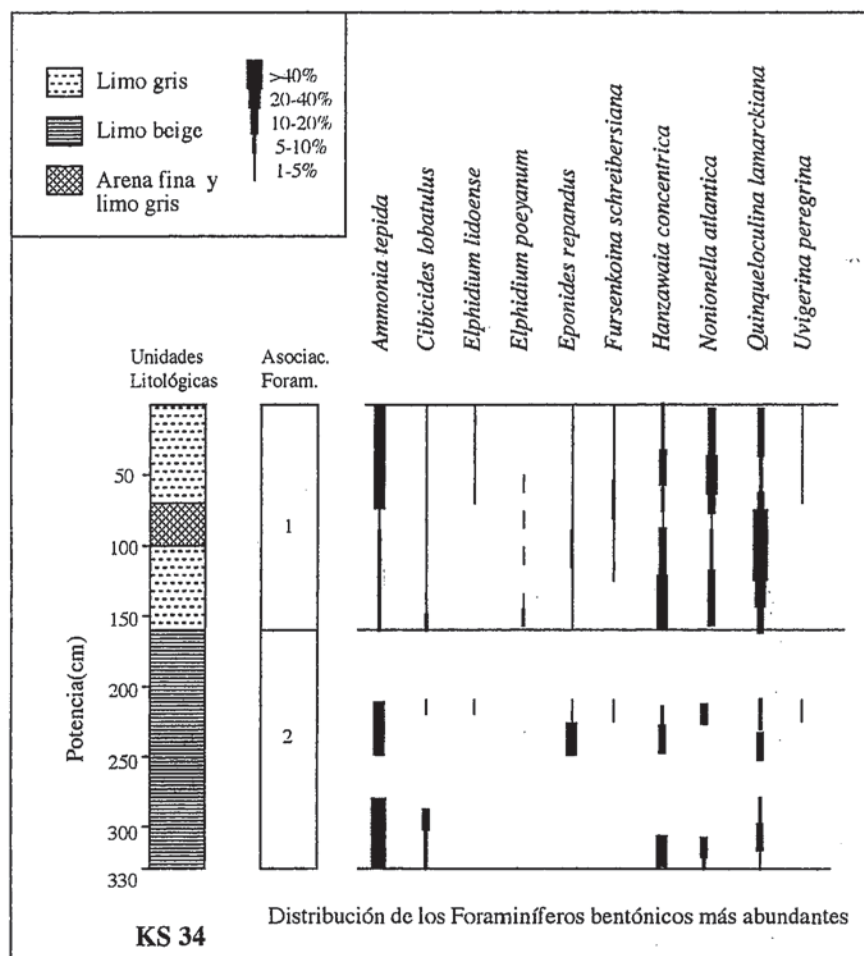 Limo gris
Limo beige
Arena fina y
limo gris
>40%
20-40%
10-20%
5-10%
1-5%
Ammonia tepida
Cibicides lobatulus
Elphidium lidoense
Elphidium poeyanum
Eponides repandus
Fursenkoina schreibersiana
Hanzawaia concentrica
Nonionella atlantica
Quinqueloculina lamarckiana
Uvigerina peregrina
Unidades
Litológicas
Asociac.
Foram.
Potencia(cm)
50
100
150
200
250
300
330
1
2
KS 34
Distribución de los Foraminíferos bentónicos más abundantes